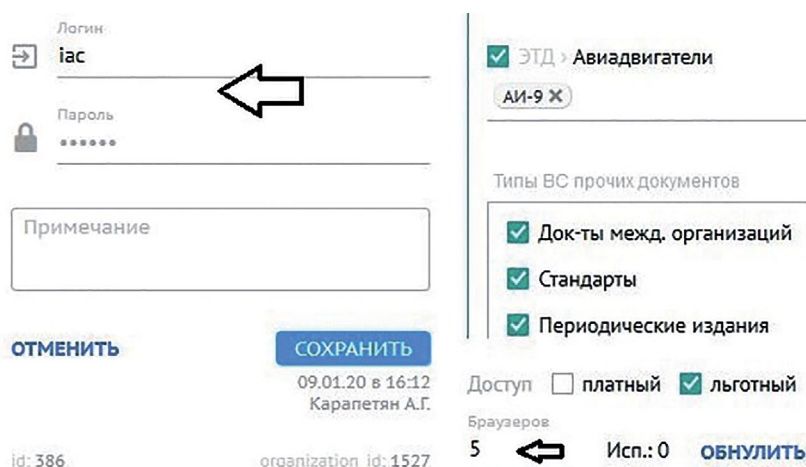 Логин
iac
Пароль
••••••
Примечание
ОТМЕНИТЬ
СОХРАНИТЬ
09.01.20 в 16:12
Карапетян А.Г.
id: 386
organization_id: 1527
ЭТД › Авиадвигатели
АИ-9 ✕
Типы ВС прочих документов
Док-ты межд. организаций
Стандарты
Периодические издания
Доступ платный льготный
Браузеров
5 Исп.: 0 ОБНУЛИТЬ